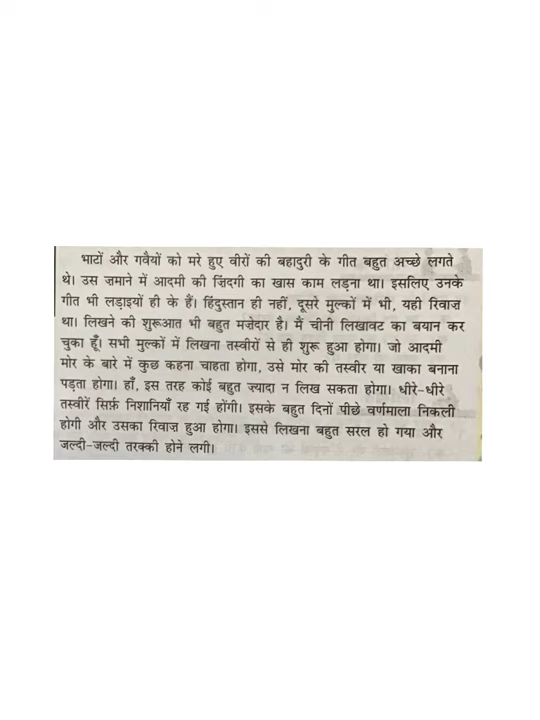 भाटों और गवैयों को मरे हुए वीरों की बहादुरी के गीत बहुत अच्छे लगते
थे। उस ज़माने में आदमी की ज़िंदगी का खास काम लड़ना था। इसलिए उनके
गीत भी लड़ाइयों ही के हैं। हिंदुस्तान ही नहीं, दूसरे मुल्कों में भी, यही रिवाज़
था। लिखने की शुरूआत भी बहुत मज़ेदार है। मैं चीनी लिखावट का बयान कर
चुका हूँ। सभी मुल्कों में लिखना तस्वीरों से ही शुरू हुआ होगा। जो आदमी
मोर के बारे में कुछ कहना चाहता होगा, उसे मोर की तस्वीर या खाका बनाना
पड़ता होगा। हाँ, इस तरह कोई बहुत ज़्यादा न लिख सकता होगा। धीरे-धीरे
तस्वीरें सिर्फ़ निशानियाँ रह गई होंगी। इसके बहुत दिनों पीछे वर्णमाला निकली
होगी और उसका रिवाज़ हुआ होगा। इससे लिखना बहुत सरल हो गया और
जल्दी-जल्दी तरक्की होने लगी।